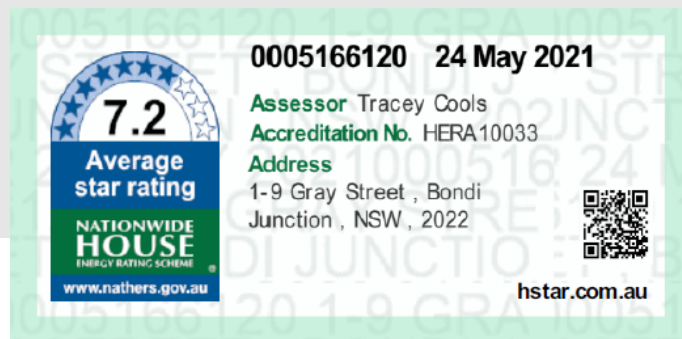 0005166120 24 May 2021
Assessor Tracey Cools
Accreditation No. HERA10033
Address
1-9 Gray Street , Bondi
Junction , NSW , 2022
hstar.com.au
7.2
Average
star rating
NATIONWIDE
HOUSE
ENERGY RATING SCHEME
®
www.nathers.gov.au